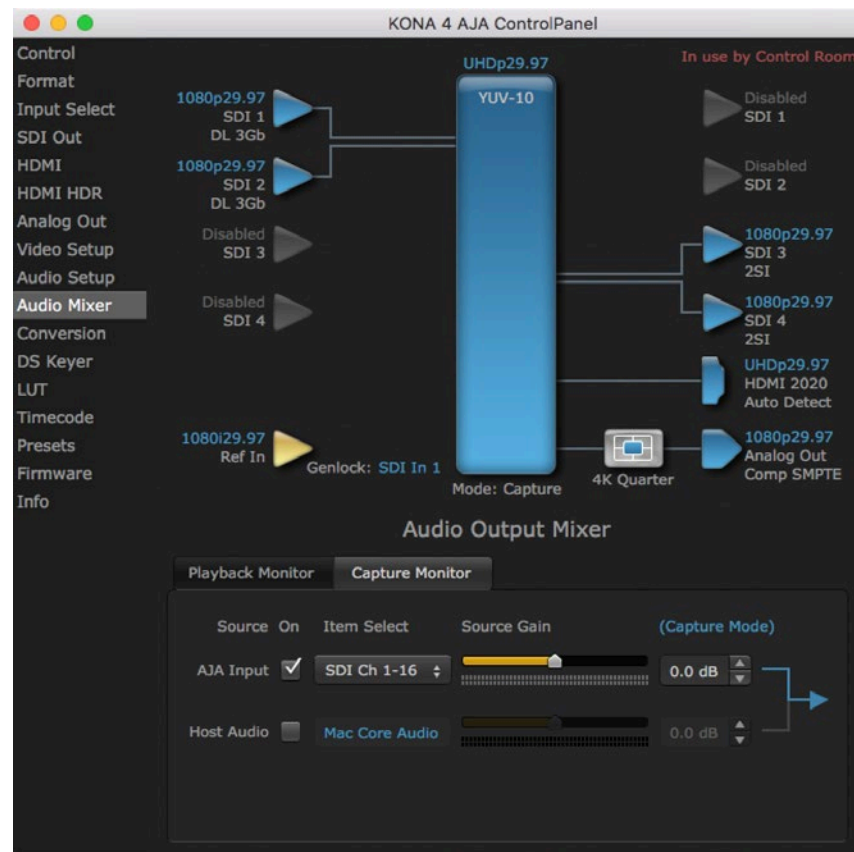 KONA 4 AJA ControlPanel
Control
Format
Input Select
SDI Out
HDMI
HDMI HDR
Analog Out
Video Setup
Audio Setup
Audio Mixer
Conversion
DS Keyer
LUT
Timecode
Presets
Firmware
Info
In use by Control Room
UHDp29.97
YUV-10
1080p29.97
SDI 1
DL 3Gb
1080p29.97
SDI 2
DL 3Gb
Disabled
SDI 3
Disabled
SDI 4
1080i29.97
Ref In
Genlock: SDI In 1
Mode: Capture
Disabled
SDI 1
Disabled
SDI 2
1080p29.97
SDI 3
2SI
1080p29.97
SDI 4
2SI
UHDp29.97
HDMI 2020
Auto Detect
4K Quarter
1080p29.97
Analog Out
Comp SMPTE
Audio Output Mixer
Playback Monitor Capture Monitor
Source On Item Select Source Gain (Capture Mode)
AJA Input SDI Ch 1-16 0.0 dB
Host Audio Mac Core Audio 0.0 dB